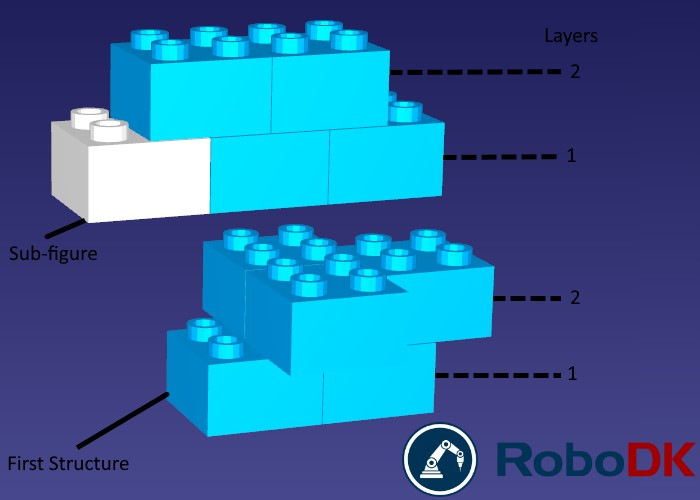 Layers
2
1
Sub-figure
2
1
First Structure
RoboDK